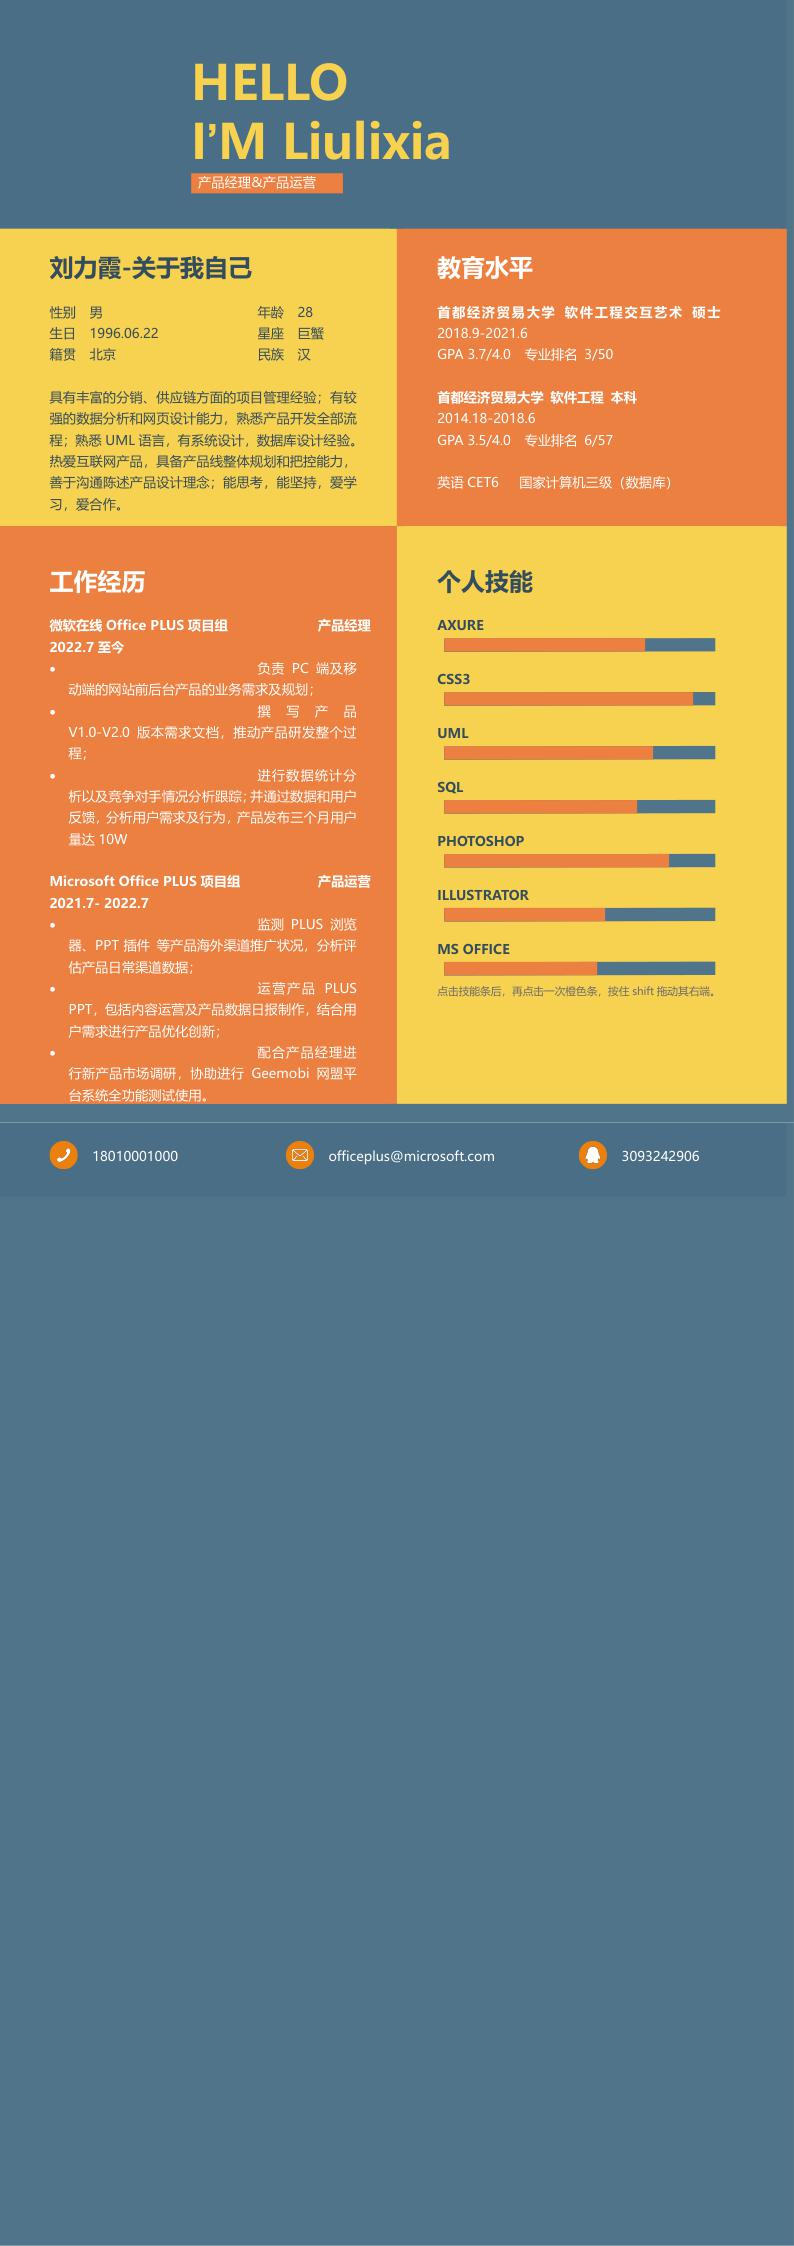 HELLO
I’M Liulixia
产品经理&产品运营
刘力霞-关于我自己
性别 男 年龄 28
生日 1996.06.22 星座 巨蟹
籍贯 北京 民族 汉
具有丰富的分销、供应链方面的项目管理经验；有较
强的数据分析和网页设计能力，熟悉产品开发全部流
程；熟悉 UML 语言，有系统设计，数据库设计经验。
热爱互联网产品，具备产品线整体规划和把控能力，
善于沟通陈述产品设计理念；能思考，能坚持，爱学
习，爱合作。
教育水平
首都经济贸易大学 软件工程交互艺术 硕士
2018.9-2021.6
GPA 3.7/4.0 专业排名 3/50
首都经济贸易大学 软件工程 本科
2014.18-2018.6
GPA 3.5/4.0 专业排名 6/57
英语 CET6 国家计算机三级（数据库）
工作经历
微软在线 Office PLUS 项目组 产品经理
2022.7 至今
• 负责 PC 端及移
动端的网站前后台产品的业务需求及规划；
• 撰 写 产 品
V1.0-V2.0 版本需求文档，推动产品研发整个过
程；
• 进行数据统计分
析以及竞争对手情况分析跟踪；并通过数据和用户
反馈，分析用户需求及行为，产品发布三个月用户
量达 10W
Microsoft Office PLUS 项目组 产品运营
2021.7- 2022.7
• 监测 PLUS 浏览
器、PPT 插件 等产品海外渠道推广状况，分析评
估产品日常渠道数据；
• 运营产品 PLUS
PPT，包括内容运营及产品数据日报制作，结合用
户需求进行产品优化创新；
• 配合产品经理进
行新产品市场调研，协助进行 Geemobi 网盟平
台系统全功能测试使用。
个人技能
AXURE
CSS3
UML
SQL
PHOTOSHOP
ILLUSTRATOR
MS OFFICE
点击技能条后，再点击一次橙色条，按住 shift 拖动其右端。
18010001000 officeplus@microsoft.com 3093242906